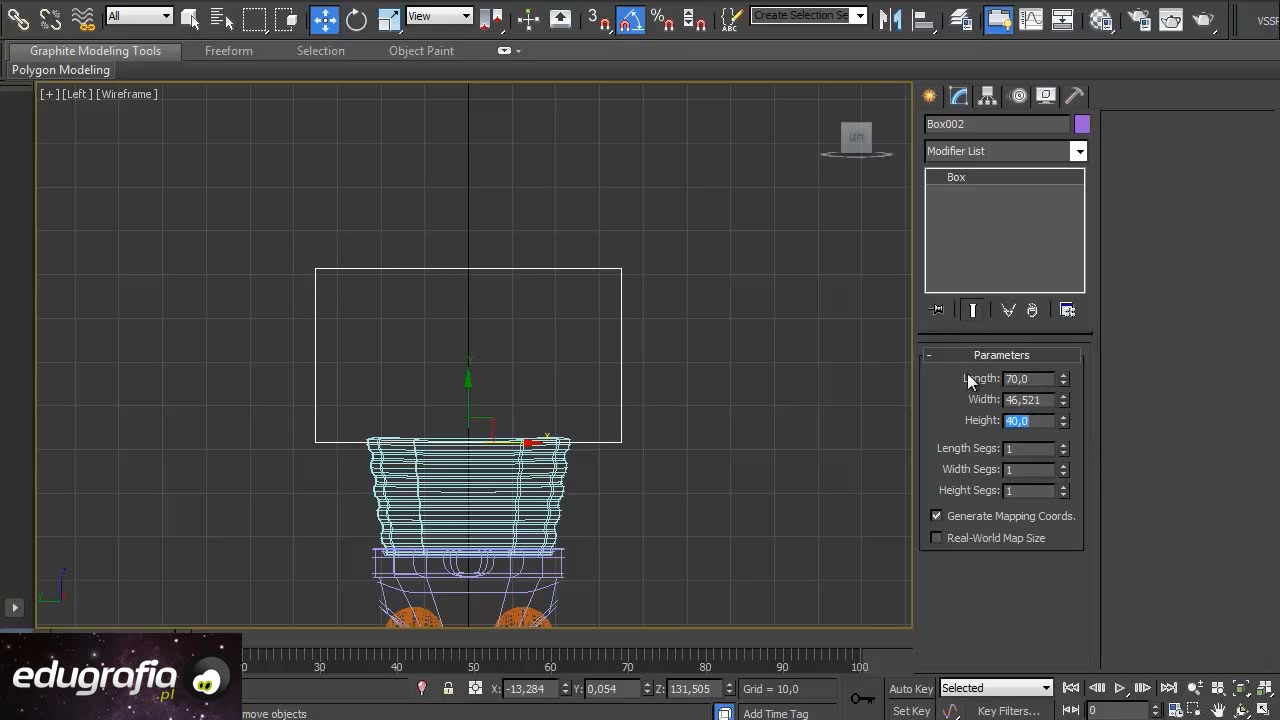 All
View
3
%
ABC
Create Selection Se
VSSF
Graphite Modeling Tools
Freeform
Selection
Object Paint
Polygon Modeling
[+] [Left] [Wireframe]
LEFT
Box002
Modifier List
Box
- Parameters
Length: 70,0
Width: 46,521
Height: 40,0
Length Segs: 1
Width Segs: 1
Height Segs: 1
Generate Mapping Coords.
Real-World Map Size
y
x
z
y
edugrafia
.pl
20 30 40 50 60 70 80 90 100
X: -13,284 Y: 0,054 Z: 131,505 Grid = 10,0
move objects
Add Time Tag
Auto Key Selected
Set Key Key Filters... 0